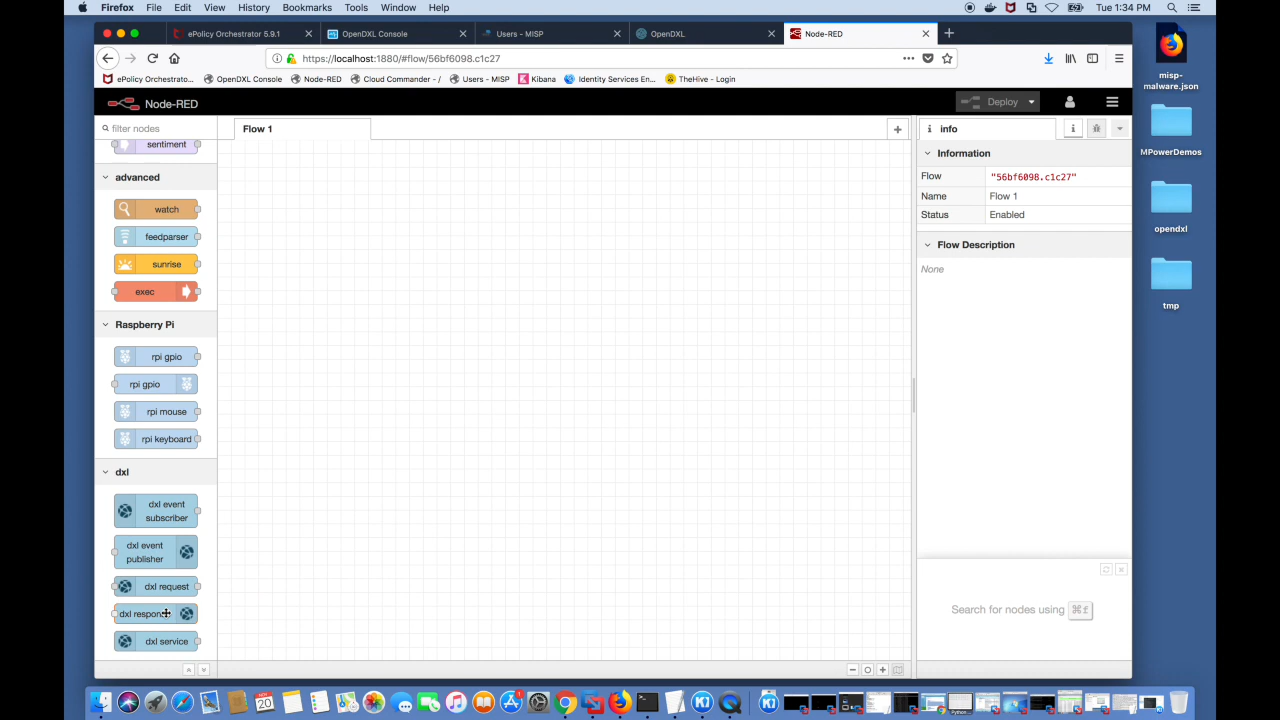 Firefox File Edit View History Bookmarks Tools Window Help Tue 1:34 PM
ePolicy Orchestrator 5.9.1 OpenDXL Console Users - MISP OpenDXL Node-RED
https://localhost:1880/#flow/56bf6098.c1c27
ePolicy Orchestrato... OpenDXL Console Node-RED Cloud Commander - / Users - MISP Kibana Identity Services En... TheHive - Login
Node-RED Deploy
filter nodes Flow 1 info
sentiment
advanced
watch
feedparser
sunrise
exec
Raspberry Pi
rpi gpio
rpi gpio
rpi mouse
rpi keyboard
dxl
dxl event
subscriber
dxl event
publisher
dxl request
dxl service
Information
Flow "56bf6098.c1c27"
Name Flow 1
Status Enabled
Flow Description
None
Search for nodes using ⌘f
misp-
malware.json
MPowerDemos
opendxl
tmp
NOV
20